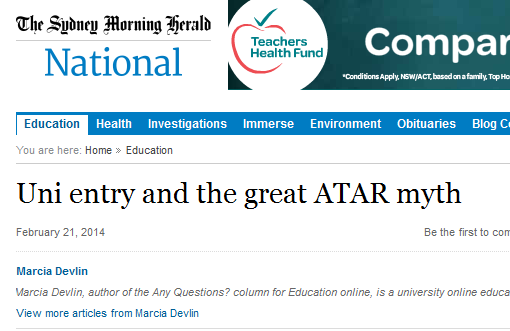 The Sydney Morning Herald
National
Teachers
Health Fund
Compar
*Conditions Apply, NSW/ACT, based on a family, Top Ho
Education Health Investigations Immerse Environment Obituaries Blog Ce
You are here: Home » Education
Uni entry and the great ATAR myth
February 21, 2014 Be the first to com
Marcia Devlin
Marcia Devlin, author of the Any Questions? column for Education online, is a university online educa
View more articles from Marcia Devlin